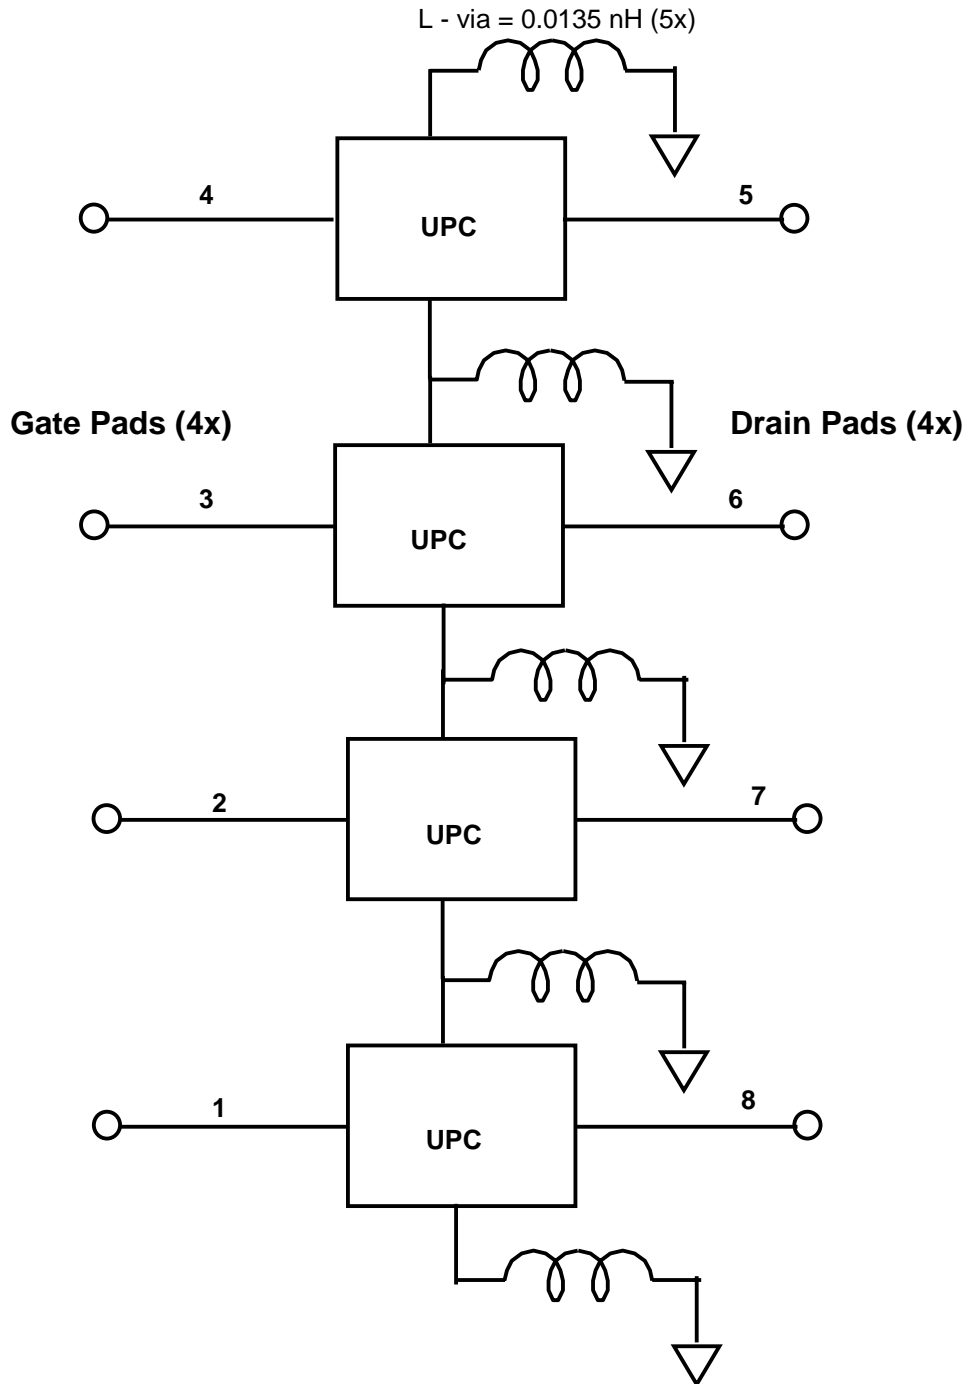 L - via = 0.0135 nH (5x)
4
5
UPC
Gate Pads (4x)
Drain Pads (4x)
3
6
UPC
2
7
UPC
1
8
UPC